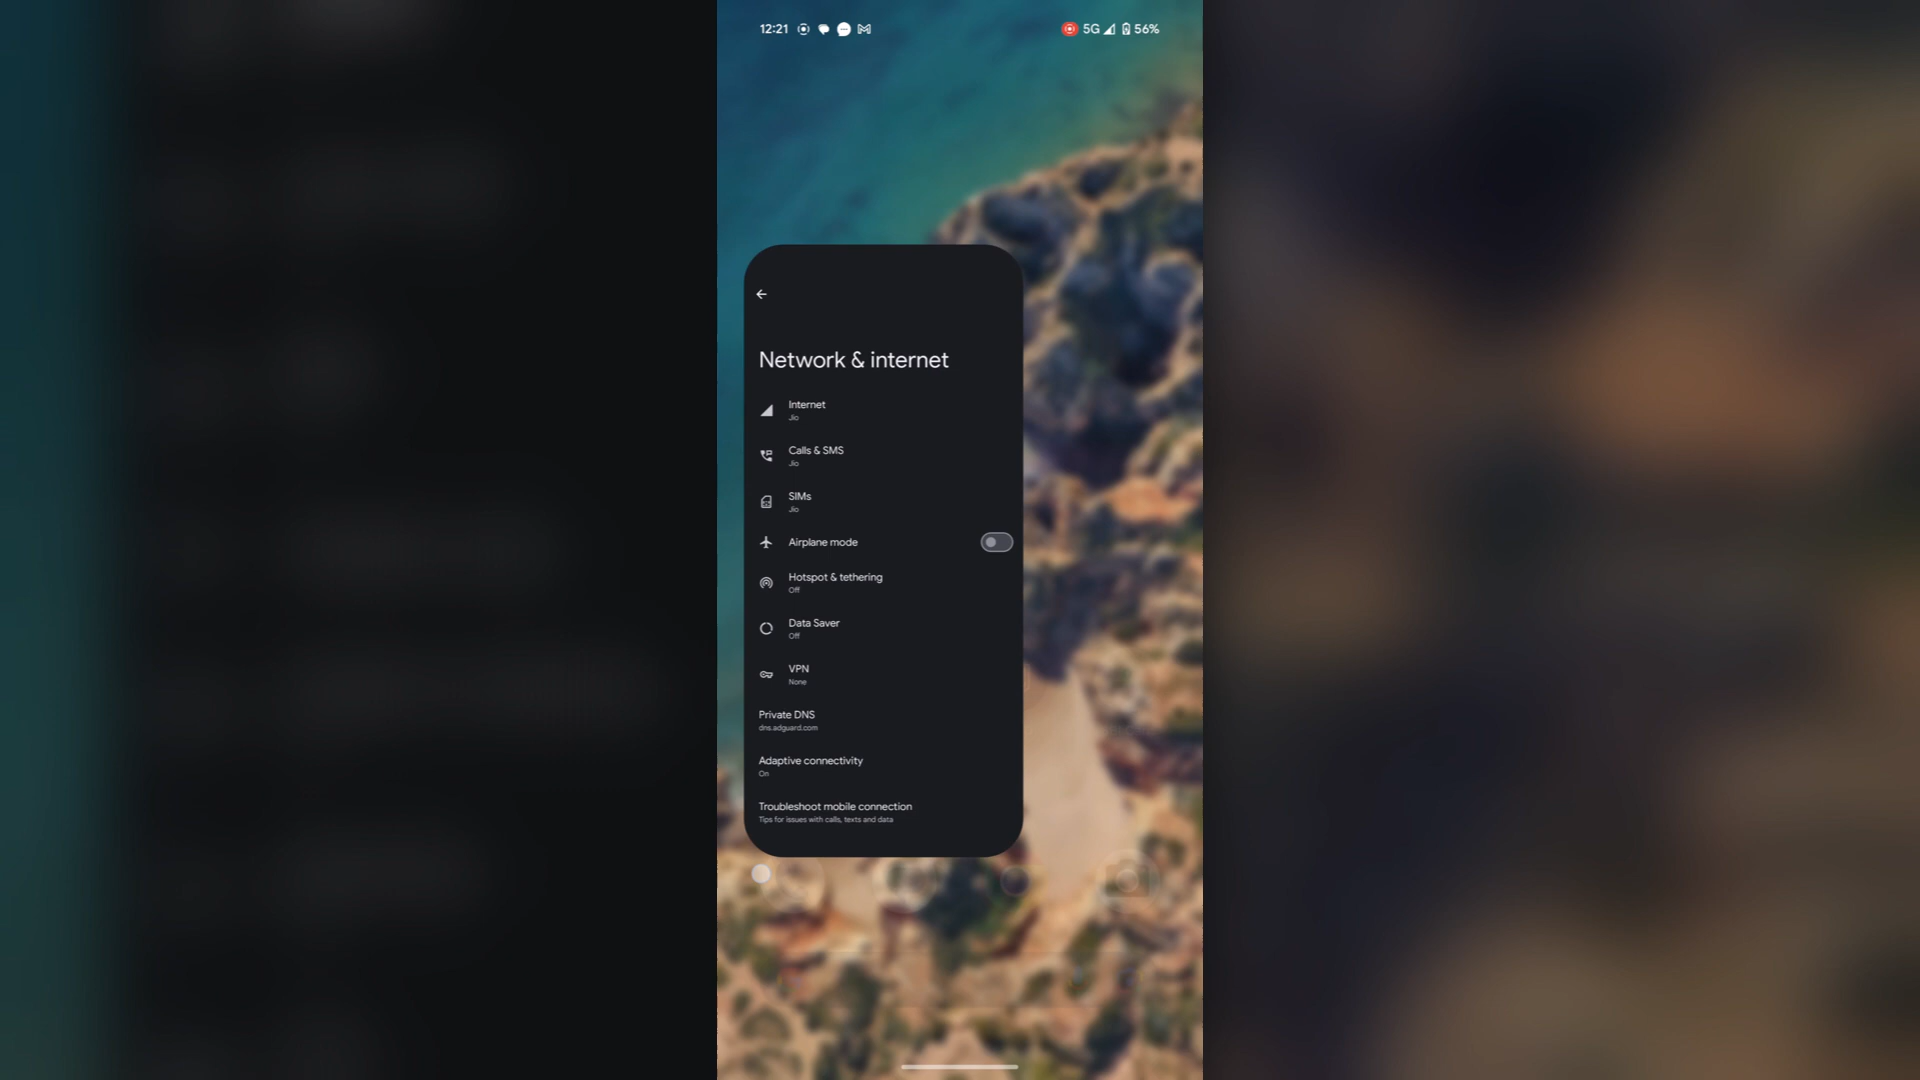 12:21
5G 56%
Network & internet
Internet
Jio
Calls & SMS
Jio
SIMs
Jio
Airplane mode
Hotspot & tethering
Off
Data Saver
Off
VPN
None
Private DNS
dns.adguard.com
Adaptive connectivity
On
Troubleshoot mobile connection
Tips for issues with calls, texts and data